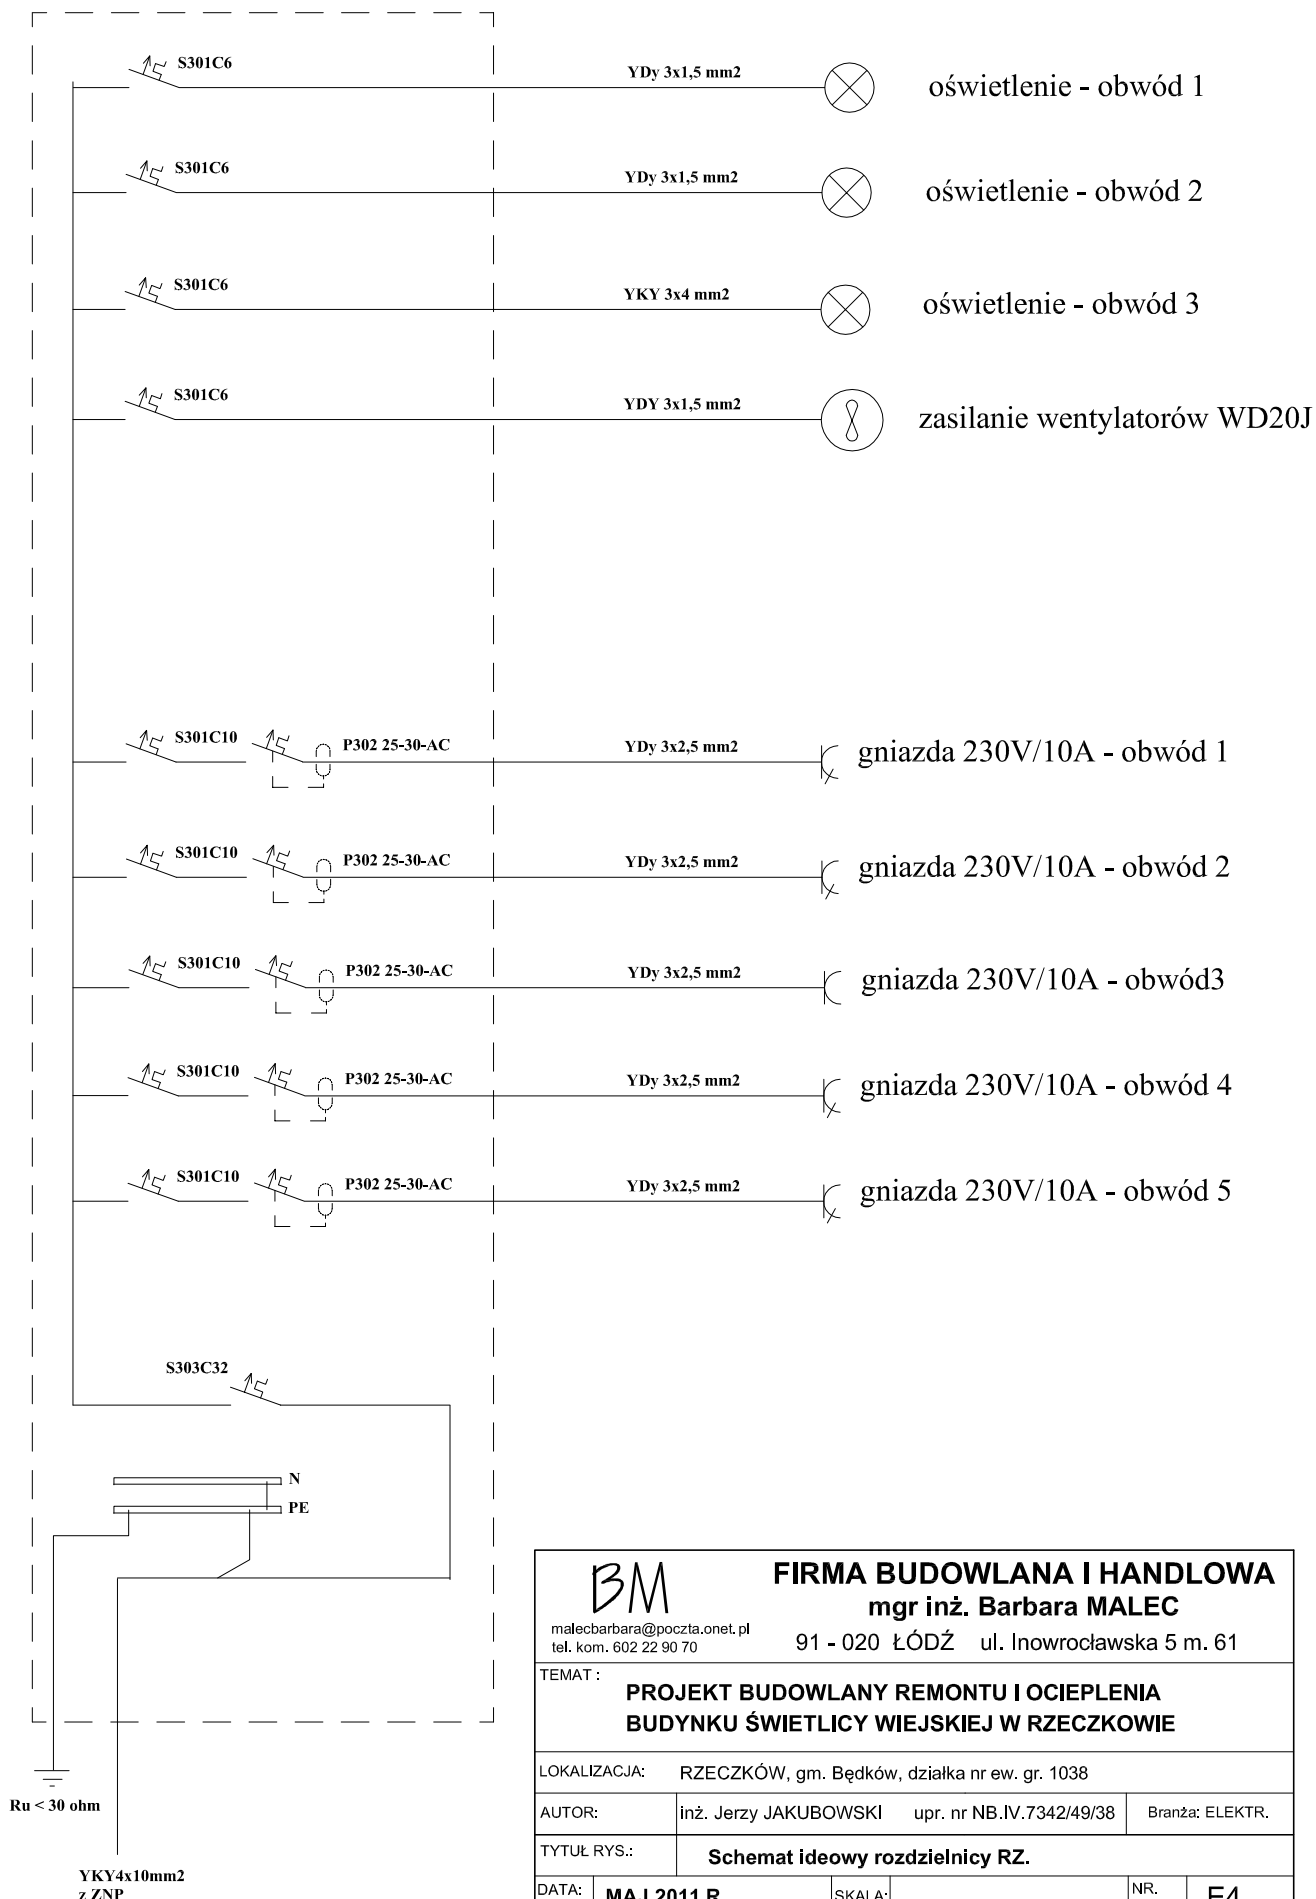 S301C6 YDy 3x1,5 mm2 oświetlenie - obwód 1
S301C6 YDy 3x1,5 mm2 oświetlenie - obwód 2
S301C6 YKY 3x4 mm2 oświetlenie - obwód 3
S301C6 YDY 3x1,5 mm2 zasilanie wentylatorów WD20J
S301C10 P302 25-30-AC YDy 3x2,5 mm2 gniazda 230V/10A - obwód 1
S301C10 P302 25-30-AC YDy 3x2,5 mm2 gniazda 230V/10A - obwód 2
S301C10 P302 25-30-AC YDy 3x2,5 mm2 gniazda 230V/10A - obwód3
S301C10 P302 25-30-AC YDy 3x2,5 mm2 gniazda 230V/10A - obwód 4
S301C10 P302 25-30-AC YDy 3x2,5 mm2 gniazda 230V/10A - obwód 5
S303C32
N
PE
Ru < 30 ohm
YKY4x10mm2
z ZNP
BM
malecbarbara@poczta.onet.pl
tel. kom. 602 22 90 70
FIRMA BUDOWLANA I HANDLOWA
mgr inż. Barbara MALEC
91 - 020 ŁÓDŹ ul. Inowrocławska 5 m. 61
TEMAT :
PROJEKT BUDOWLANY REMONTU I OCIEPLENIA
BUDYNKU ŚWIETLICY WIEJSKIEJ W RZECZKOWIE
LOKALIZACJA: RZECZKÓW, gm. Będków, działka nr ew. gr. 1038
AUTOR: inż. Jerzy JAKUBOWSKI upr. nr NB.IV.7342/49/38 Branża: ELEKTR.
TYTUŁ RYS.: Schemat ideowy rozdzielnicy RZ.
DATA: MAJ 2011 R. SKALA: NR. E4